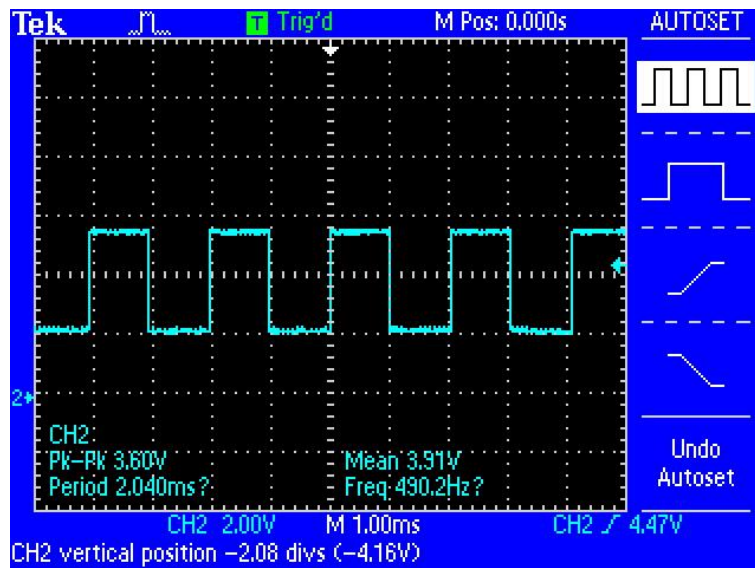 Tek T Trig'd M Pos: 0.000s AUTOSET
2
CH2
Pk-Pk 3.60V Mean 3.91V
Period 2.040ms? Freq 490.2Hz?
Undo
Autoset
CH2 2.00V M 1.00ms CH2 4.47V
CH2 vertical position -2.08 divs (-4.16V)